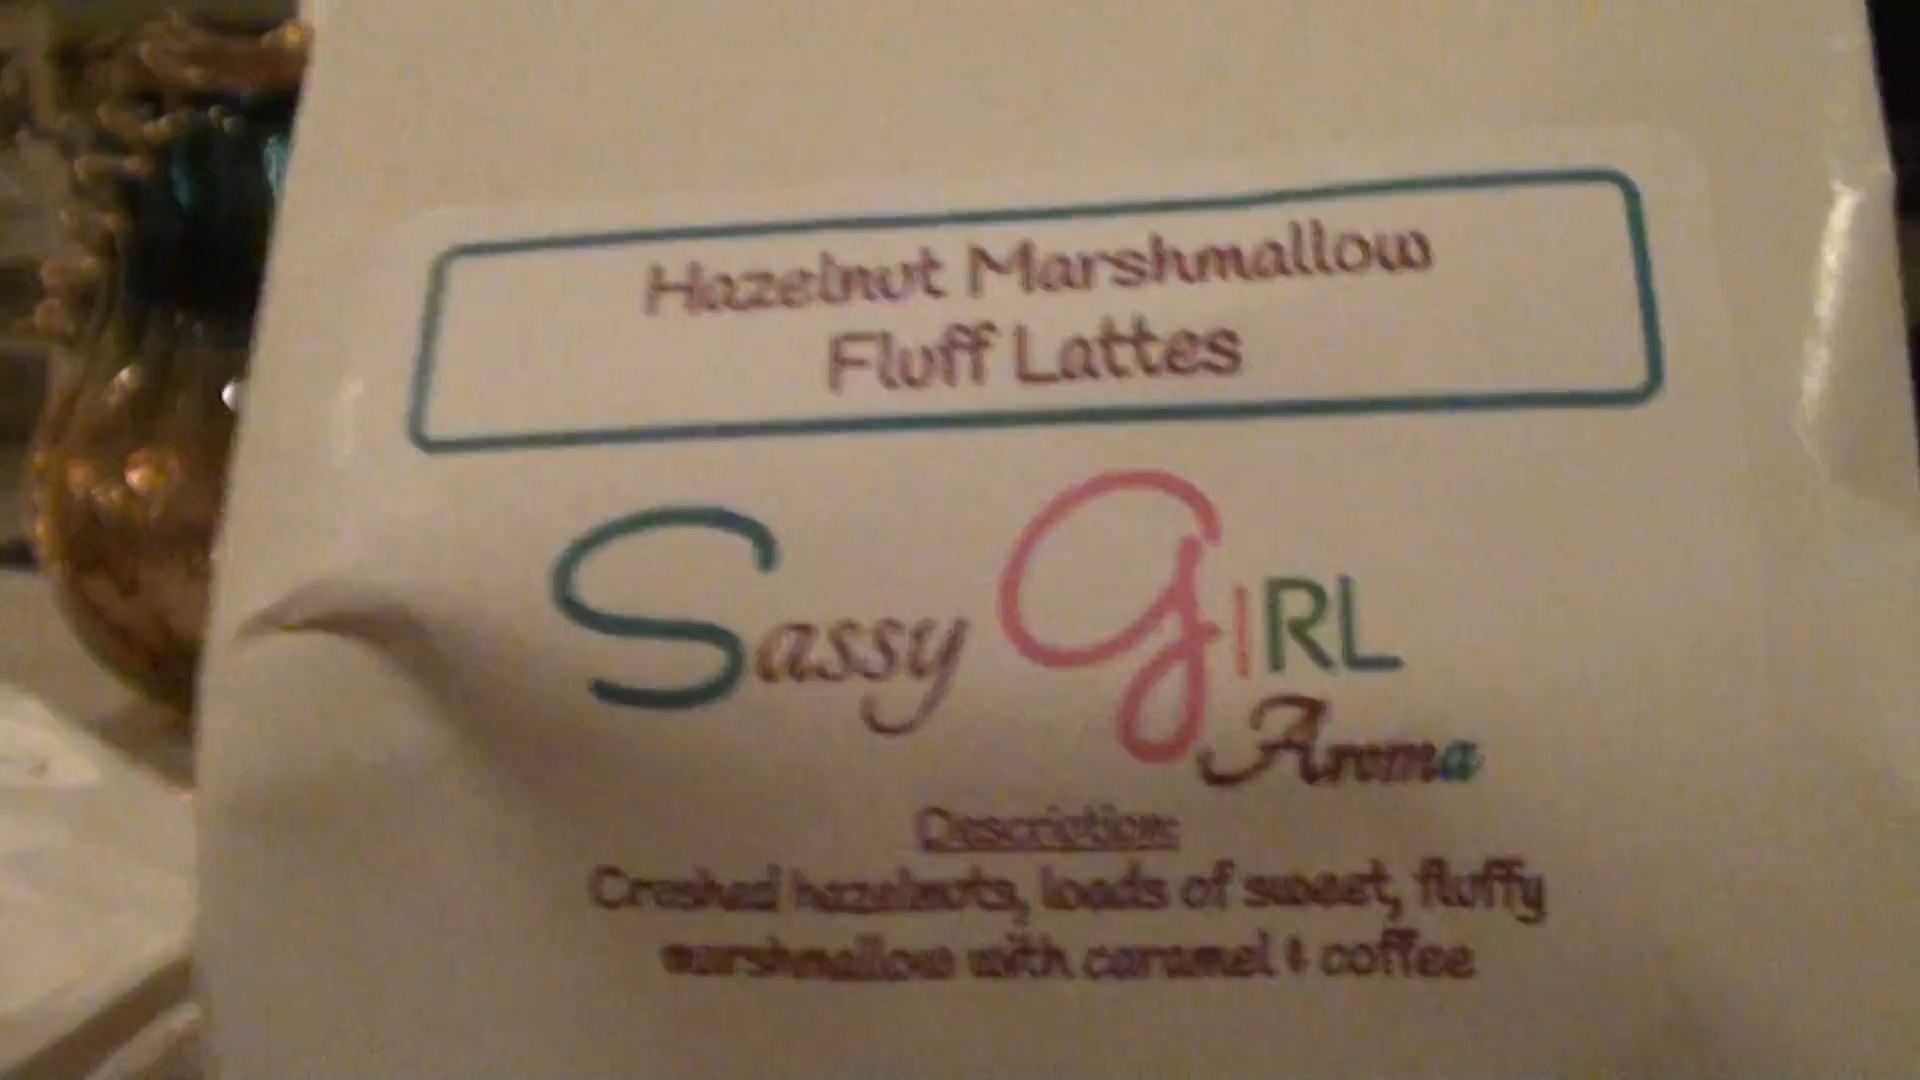 Hazelnut Marshmallow
Fluff Lattes
Sassy GIRL
Aroma
Description:
Crushed hazelnuts, loads of sweet, fluffy
marshmallow with caramel & coffee